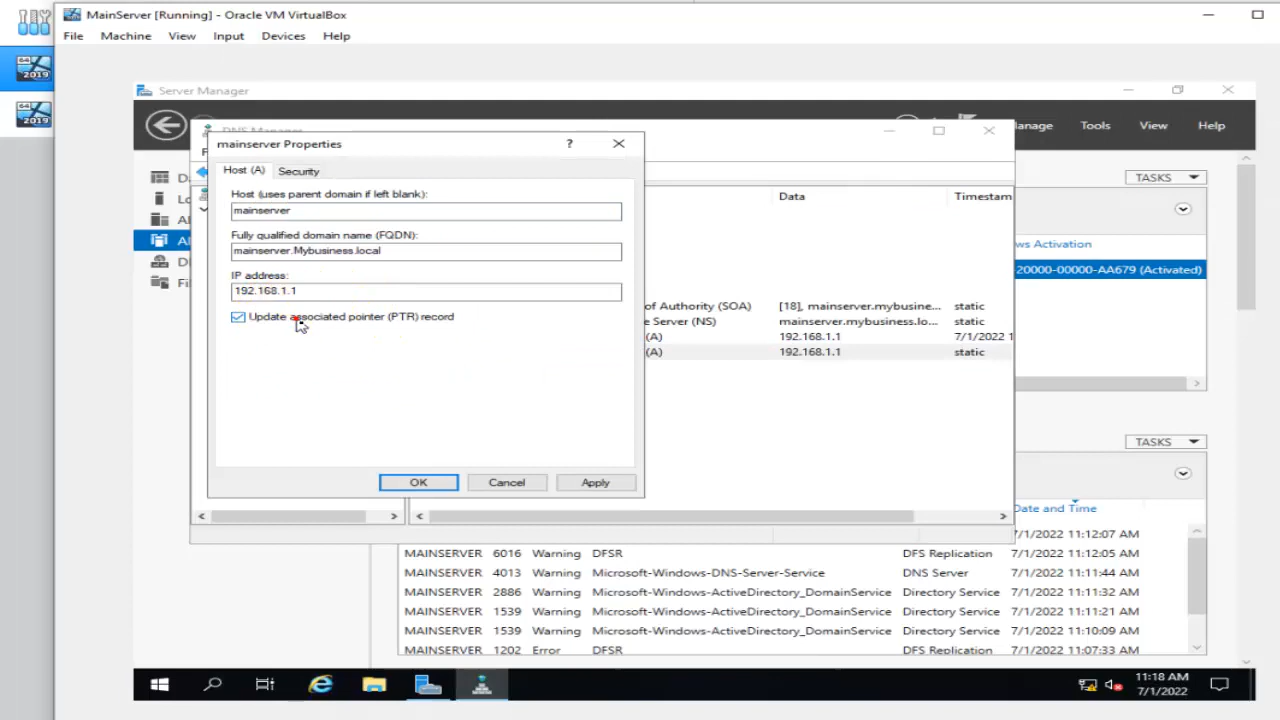 MainServer [Running] - Oracle VM VirtualBox
File Machine View Input Devices Help
64
2019
64
2019
Server Manager
Manage Tools View Help
DNS Manager
mainserver Properties
?
Host (A) Security
Host (uses parent domain if left blank):
mainserver
Fully qualified domain name (FQDN):
mainserver.Mybusiness.local
IP address:
192.168.1.1
Update associated pointer (PTR) record
OK Cancel Apply
Data Timestam
of Authority (SOA) [18], mainserver.mybusine... static
e Server (NS) mainserver.mybusiness.lo... static
(A) 192.168.1.1 7/1/2022 1
(A) 192.168.1.1 static
TASKS
ws Activation
20000-00000-AA679 (Activated)
TASKS
Date and Time
7/1/2022 11:12:07 AM
MAINSERVER 6016 Warning DFSR DFS Replication 7/1/2022 11:12:05 AM
MAINSERVER 4013 Warning Microsoft-Windows-DNS-Server-Service DNS Server 7/1/2022 11:11:44 AM
MAINSERVER 2886 Warning Microsoft-Windows-ActiveDirectory_DomainService Directory Service 7/1/2022 11:11:32 AM
MAINSERVER 1539 Warning Microsoft-Windows-ActiveDirectory_DomainService Directory Service 7/1/2022 11:11:21 AM
MAINSERVER 1539 Warning Microsoft-Windows-ActiveDirectory_DomainService Directory Service 7/1/2022 11:10:09 AM
MAINSERVER 1202 Error DFSR DFS Replication 7/1/2022 11:07:33 AM
11:18 AM
7/1/2022